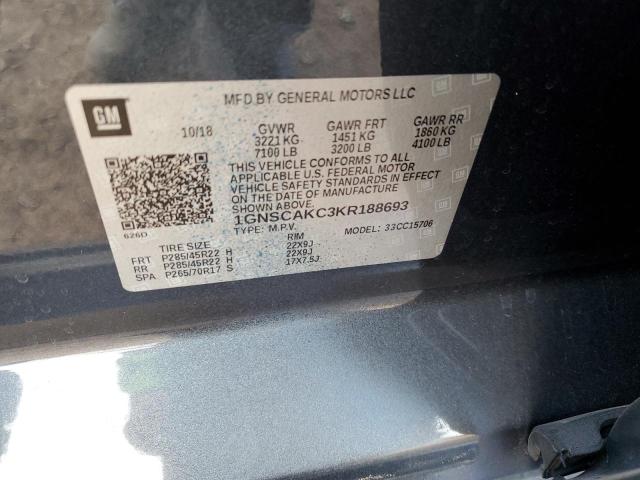 GM
MFD BY GENERAL MOTORS LLC
10/18 GVWR GAWR FRT GAWR RR
3221 KG 1451 KG 1860 KG
7100 LB 3200 LB 4100 LB
THIS VEHICLE CONFORMS TO ALL
APPLICABLE U.S. FEDERAL MOTOR
VEHICLE SAFETY STANDARDS IN EFFECT
ON THE DATE OF MANUFACTURE
1GNSCAKC3KR188693
626D TYPE: M.P.V. MODEL: 33CC15706
TIRE SIZE RIM
FRT P285/45R22 H 22X9J
RR P285/45R22 H 22X9J
SPA P265/70R17 S 17X7.5J